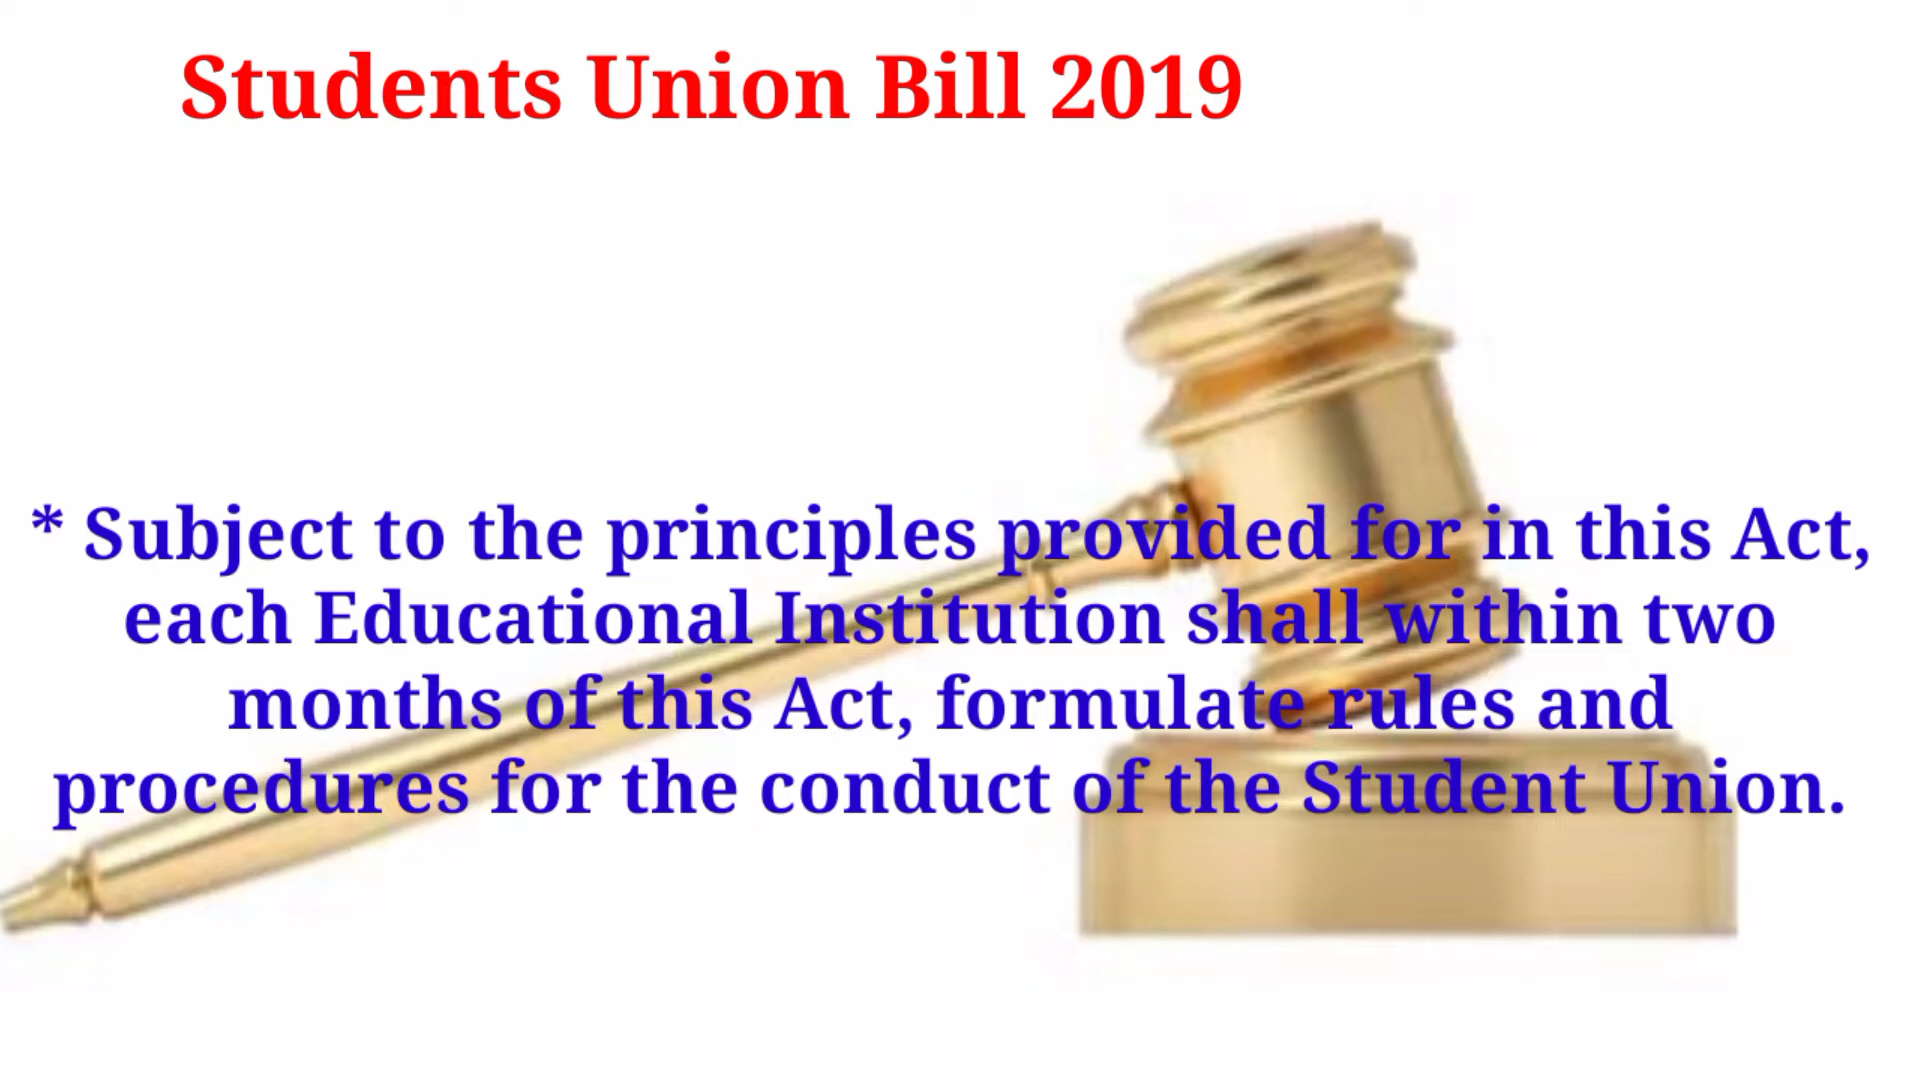 Students Union Bill 2019
* Subject to the principles provided for in this Act,
each Educational Institution shall within two
months of this Act, formulate rules and
procedures for the conduct of the Student Union.